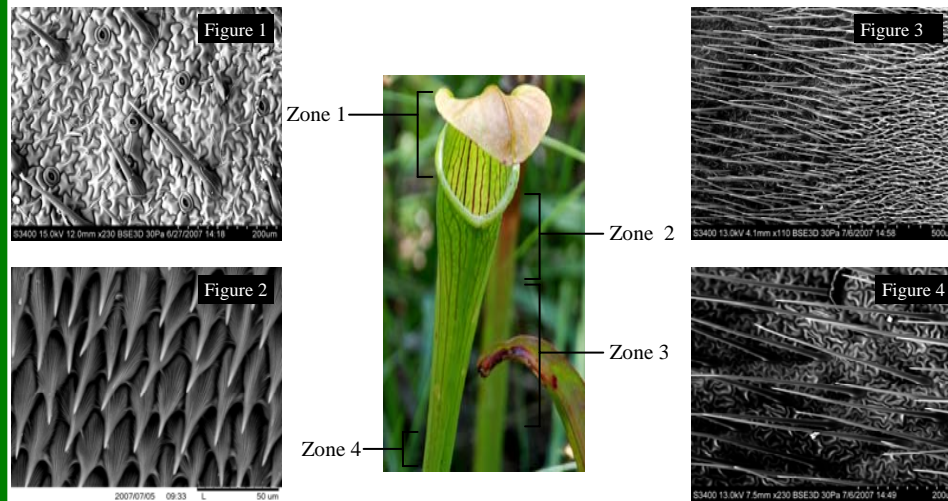 Figure 1
S3400 15.0kV 12.0mm x230 BSE3D 30Pa 6/27/2007 14:18 200um
Figure 2
2007/07/05 09:33 L 50 um
Zone 1
Zone 2
Zone 3
Zone 4
Figure 3
S3400 13.0kV 4.1mm x110 BSE3D 30Pa 7/6/2007 14:58 500u
Figure 4
S3400 13.0kV 7.5mm x230 BSE3D 30Pa 7/6/2007 14:49 200